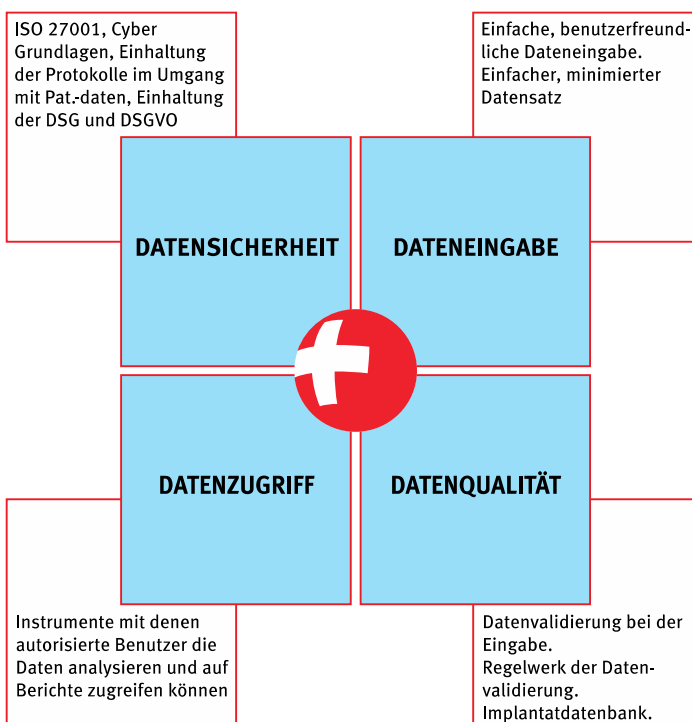 ISO 27001, Cyber
Grundlagen, Einhaltung
der Protokolle im Umgang
mit Pat.-daten, Einhaltung
der DSG und DSGVO
Einfache, benutzerfreund-
liche Dateneingabe.
Einfacher, minimierter
Datensatz
DATENSICHERHEIT
DATENEINGABE
DATENZUGRIFF
DATENQUALITÄT
Instrumente mit denen
autorisierte Benutzer die
Daten analysieren und auf
Berichte zugreifen können
Datenvalidierung bei der
Eingabe.
Regelwerk der Daten-
validierung.
Implantatdatenbank.